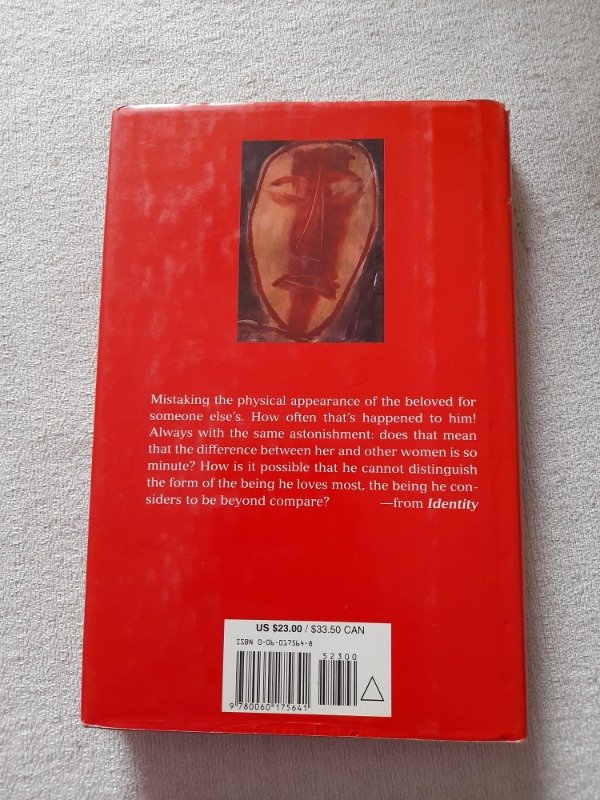 Mistaking the physical appearance of the beloved for
someone else's. How often that's happened to him!
Always with the same astonishment: does that mean
that the difference between her and other women is so
minute? How is it possible that he cannot distinguish
the form of the being he loves most, the being he con-
siders to be beyond compare? —from Identity
US $23.00 / $33.50 CAN
ISBN 0-06-017564-8
52300
9 780060 175641